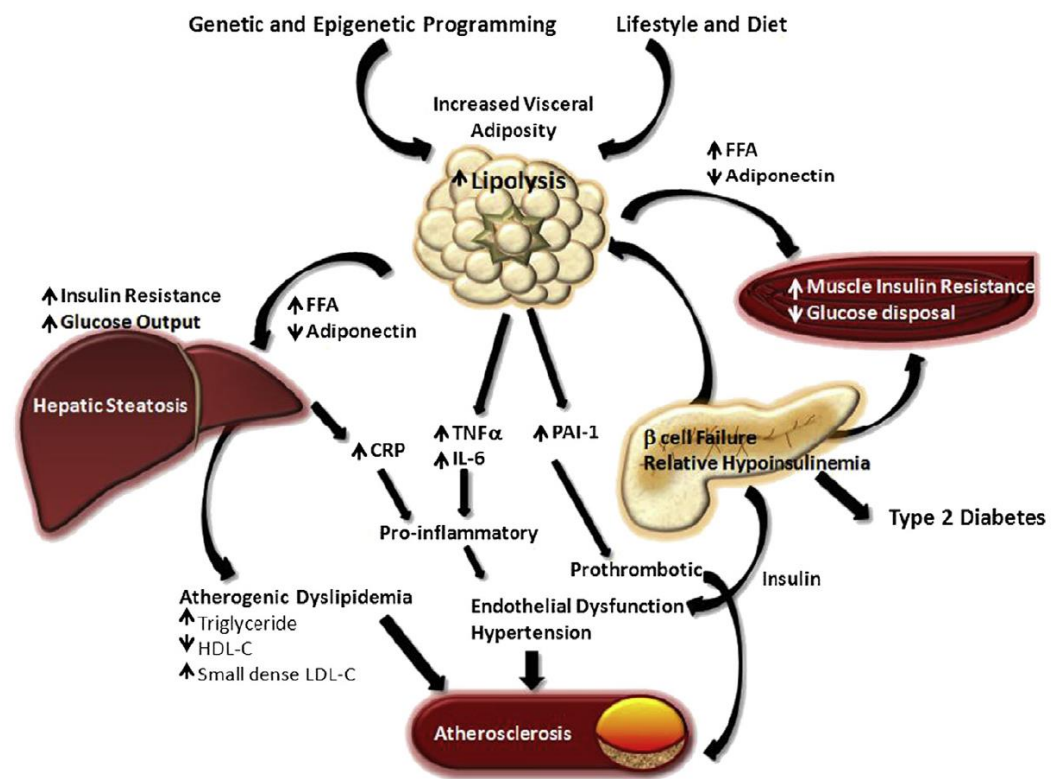 Genetic and Epigenetic Programming
Lifestyle and Diet
Increased Visceral
Adiposity
↑ Lipolysis
↑ FFA
↓ Adiponectin
↑ Muscle Insulin Resistance
↓ Glucose disposal
↑ Insulin Resistance
↑ Glucose Output
↑ FFA
↓ Adiponectin
Hepatic Steatosis
↑ CRP
↑ TNFα
↑ IL-6
↑ PAI-1
β cell Failure
Relative Hypoinsulinemia
Type 2 Diabetes
Pro-inflammatory
Prothrombotic
Insulin
Atherogenic Dyslipidemia
↑ Triglyceride
↓ HDL-C
↑ Small dense LDL-C
Endothelial Dysfunction
Hypertension
Atherosclerosis